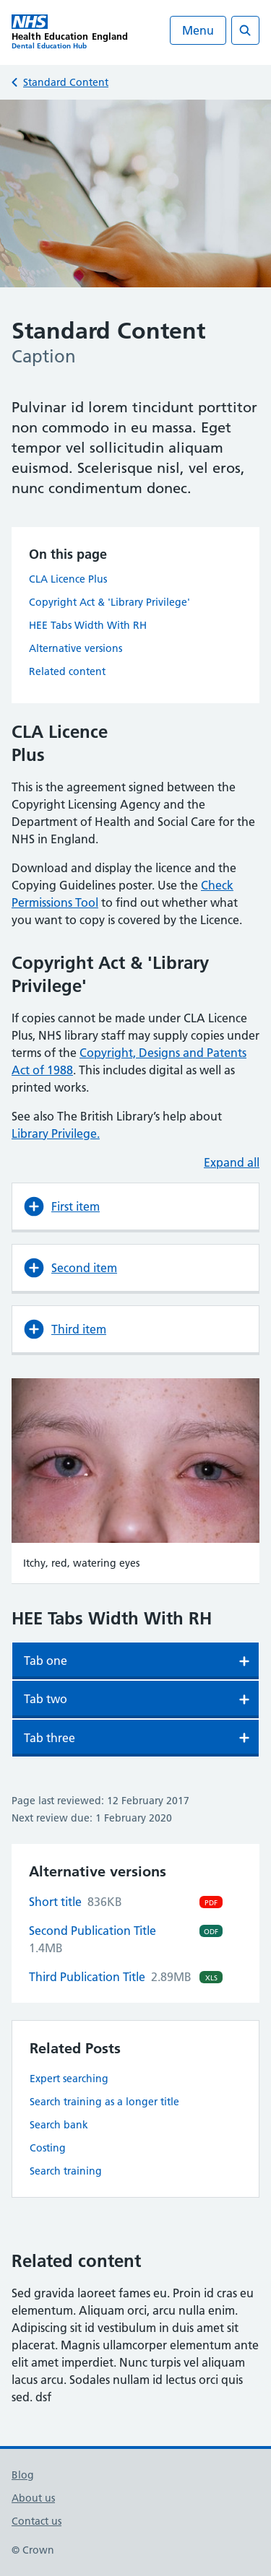 NHS
Health Education England
Dental Education Hub
Menu
Standard Content
Standard Content
Caption
Pulvinar id lorem tincidunt porttitor
non commodo in eu massa. Eget
tempor vel sollicitudin aliquam
euismod. Scelerisque nisl, vel eros,
nunc condimentum donec.
On this page
CLA Licence Plus
Copyright Act & 'Library Privilege'
HEE Tabs Width With RH
Alternative versions
Related content
CLA Licence
Plus
This is the agreement signed between the
Copyright Licensing Agency and the
Department of Health and Social Care for the
NHS in England.
Download and display the licence and the
Copying Guidelines poster. Use the Check
Permissions Tool to find out whether what
you want to copy is covered by the Licence.
Copyright Act & 'Library
Privilege'
If copies cannot be made under CLA Licence
Plus, NHS library staff may supply copies under
terms of the Copyright, Designs and Patents
Act of 1988. This includes digital as well as
printed works.
See also The British Library's help about
Library Privilege.
Expand all
First item
Second item
Third item
Itchy, red, watering eyes
HEE Tabs Width With RH
Tab one
Tab two
Tab three
Page last reviewed: 12 February 2017
Next review due: 1 February 2020
Alternative versions
Short title 836KB PDF
Second Publication Title ODF
1.4MB
Third Publication Title 2.89MB XLS
Related Posts
Expert searching
Search training as a longer title
Search bank
Costing
Search training
Related content
Sed gravida laoreet fames eu. Proin id cras eu
elementum. Aliquam orci, arcu nulla enim.
Adipiscing sit id vestibulum in duis amet sit
placerat. Magnis ullamcorper elementum ante
elit amet imperdiet. Nunc turpis vel aliquam
lacus arcu. Sodales nullam id lectus orci quis
sed. dsf
Blog
About us
Contact us
© Crown